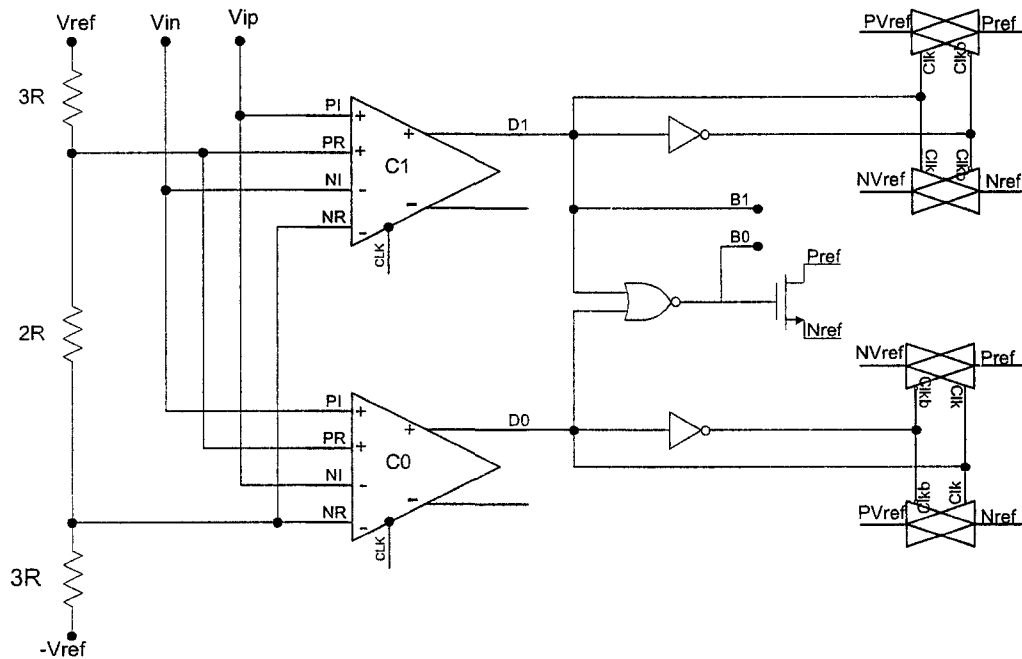 Vref
Vin
Vip
3R
2R
3R
-Vref
PI
PR
NI
NR
+
+
-
-
C1
+
-
CLK
D1
PI
PR
NI
NR
+
+
-
-
C0
+
-
CLK
D0
B1
B0
Pref
Nref
PVref
Pref
Clk
Clkb
Clk
Clkb
NVref
Nref
NVref
Pref
Clkb
Clk
Clkb
Clk
PVref
Nref